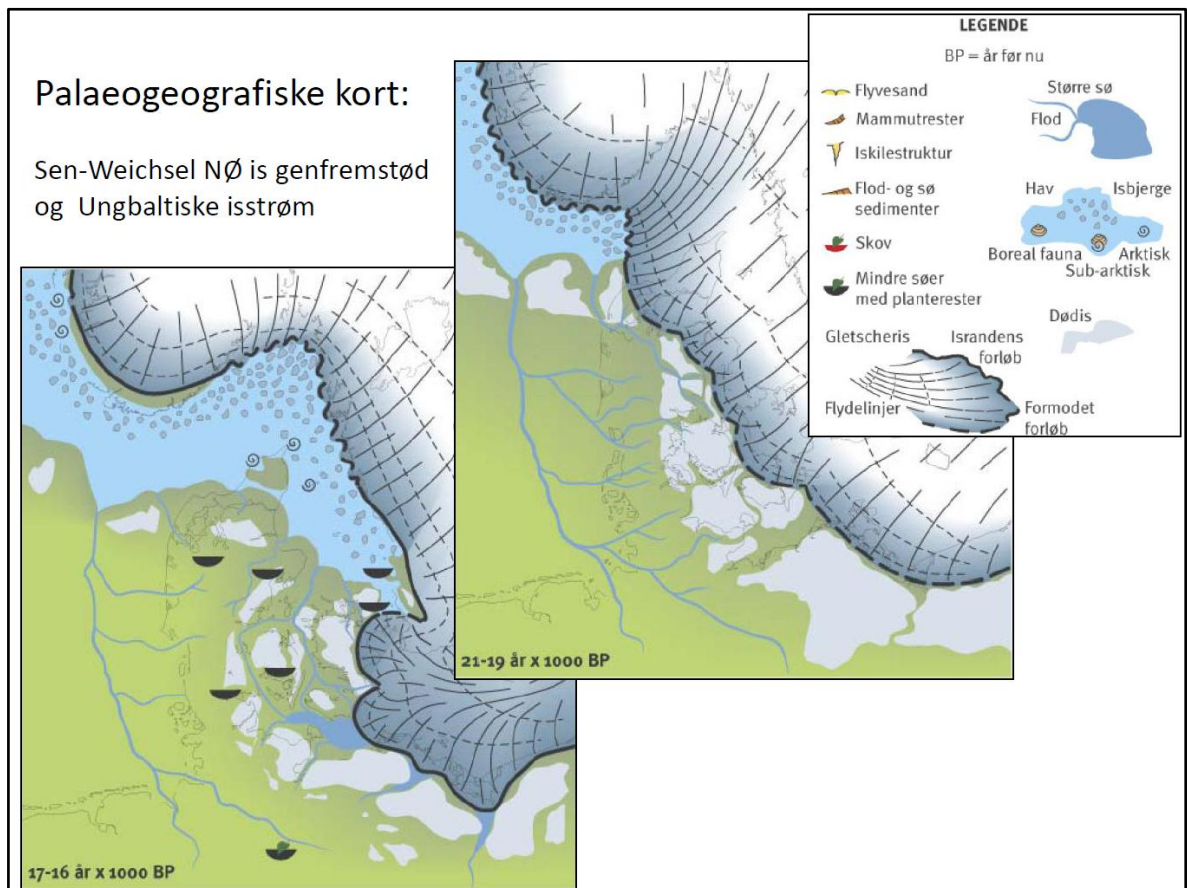 Palaeogeografiske kort:
Sen-Weichsel NØ is genfremstød
og Ungbaltiske isstrøm
17-16 år x 1000 BP
21-19 år x 1000 BP
LEGENDE
BP = år før nu
Flyvesand
Mammutrester
Iskilestruktur
Flod- og sø
sedimenter
Skov
Mindre søer
med planterester
Større sø
Flod
Hav
Isbjerge
Boreal fauna
Arktisk
Sub-arktisk
Dødis
Gletscheris
Israndens
forløb
Flydelinjer
Formodet
forløb